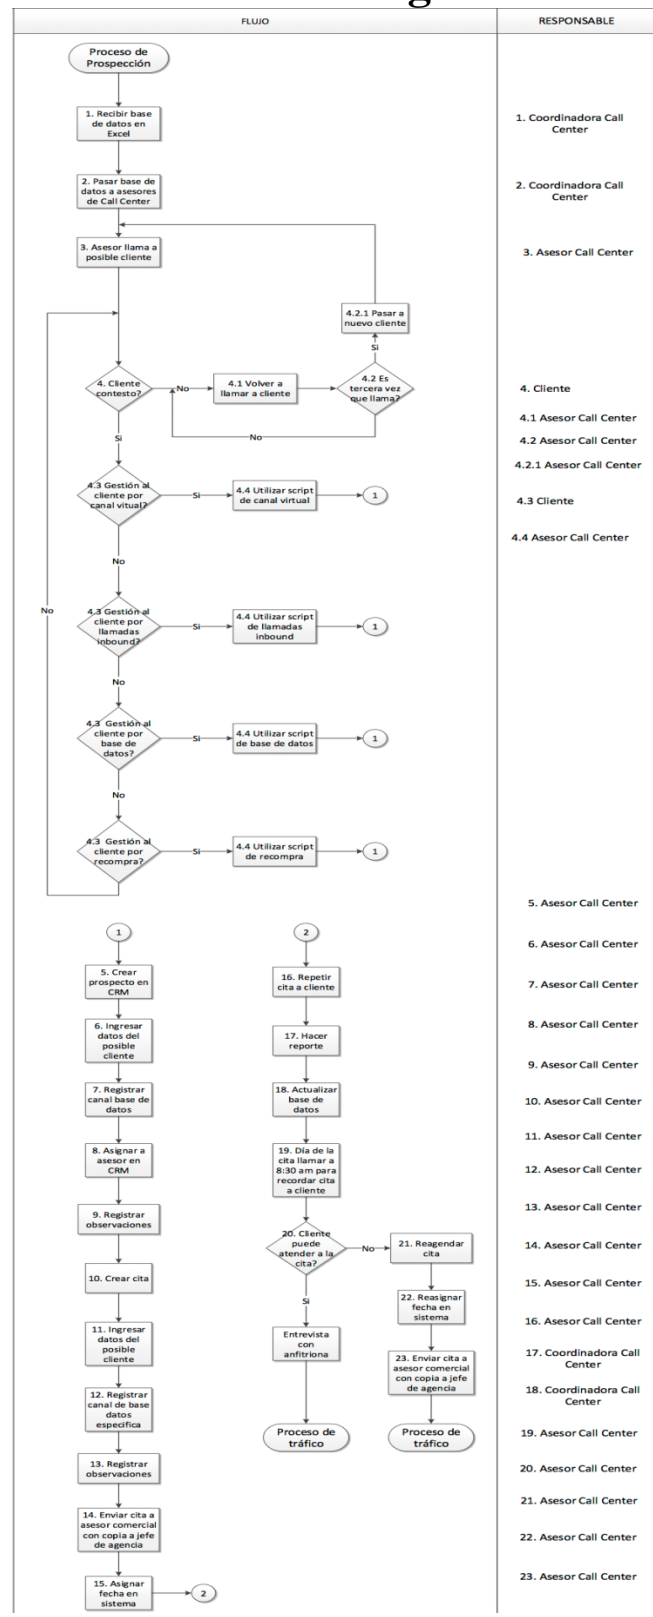 FLUJO
RESPONSABLE
Proceso de
Prospección
1. Recibir base
de datos en
Excel
1. Coordinadora Call
Center
2. Pasar base de
datos a asesores
de Call Center
2. Coordinadora Call
Center
3. Asesor llama a
posible cliente
3. Asesor Call Center
4.2.1 Pasar a
nuevo cliente
Si
4. Cliente
contesto?
No
4.1 Volver a
llamar a cliente
4.2 Es
tercera vez
que llama?
No
Si
4. Cliente
4.1 Asesor Call Center
4.2 Asesor Call Center
4.2.1 Asesor Call Center
4.3 Gestión al
cliente por
canal vitual?
Si
4.4 Utilizar script
de canal virtual
1
4.3 Cliente
4.4 Asesor Call Center
No
No
4.3 Gestión al
cliente por
llamadas
inbound?
Si
4.4 Utilizar script
de llamadas
inbound
1
No
4.3 Gestión al
cliente por
base de
datos?
Si
4.4 Utilizar script
de base de datos
1
No
4.3 Gestión al
cliente por
recompra?
Si
4.4 Utilizar script
de recompra
1
1
5. Crear
prospecto en
CRM
6. Ingresar
datos del
posible
cliente
7. Registrar
canal base de
datos
8. Asignar a
asesor en
CRM
9. Registrar
observaciones
10. Crear cita
11. Ingresar
datos del
posible
cliente
12. Registrar
canal de base
datos
especifica
13. Registrar
observaciones
14. Enviar cita a
asesor comercial
con copia a jefe
de agencia
15. Asignar
fecha en
sistema
2
2
16. Repetir
cita a cliente
17. Hacer
reporte
18. Actualizar
base de
datos
19. Día de la
cita llamar a
8:30 am para
recordar cita
a cliente
20. Cliente
puede
atender a la
cita?
No
21. Reagendar
cita
Si
22. Reasignar
fecha en
sistema
Entrevista
con
anfitriona
23. Enviar cita a
asesor comercial
con copia a jefe
de agencia
Proceso de
tráfico
Proceso de
tráfico
5. Asesor Call Center
6. Asesor Call Center
7. Asesor Call Center
8. Asesor Call Center
9. Asesor Call Center
10. Asesor Call Center
11. Asesor Call Center
12. Asesor Call Center
13. Asesor Call Center
14. Asesor Call Center
15. Asesor Call Center
16. Asesor Call Center
17. Coordinadora Call
Center
18. Coordinadora Call
Center
19. Asesor Call Center
20. Asesor Call Center
21. Asesor Call Center
22. Asesor Call Center
23. Asesor Call Center